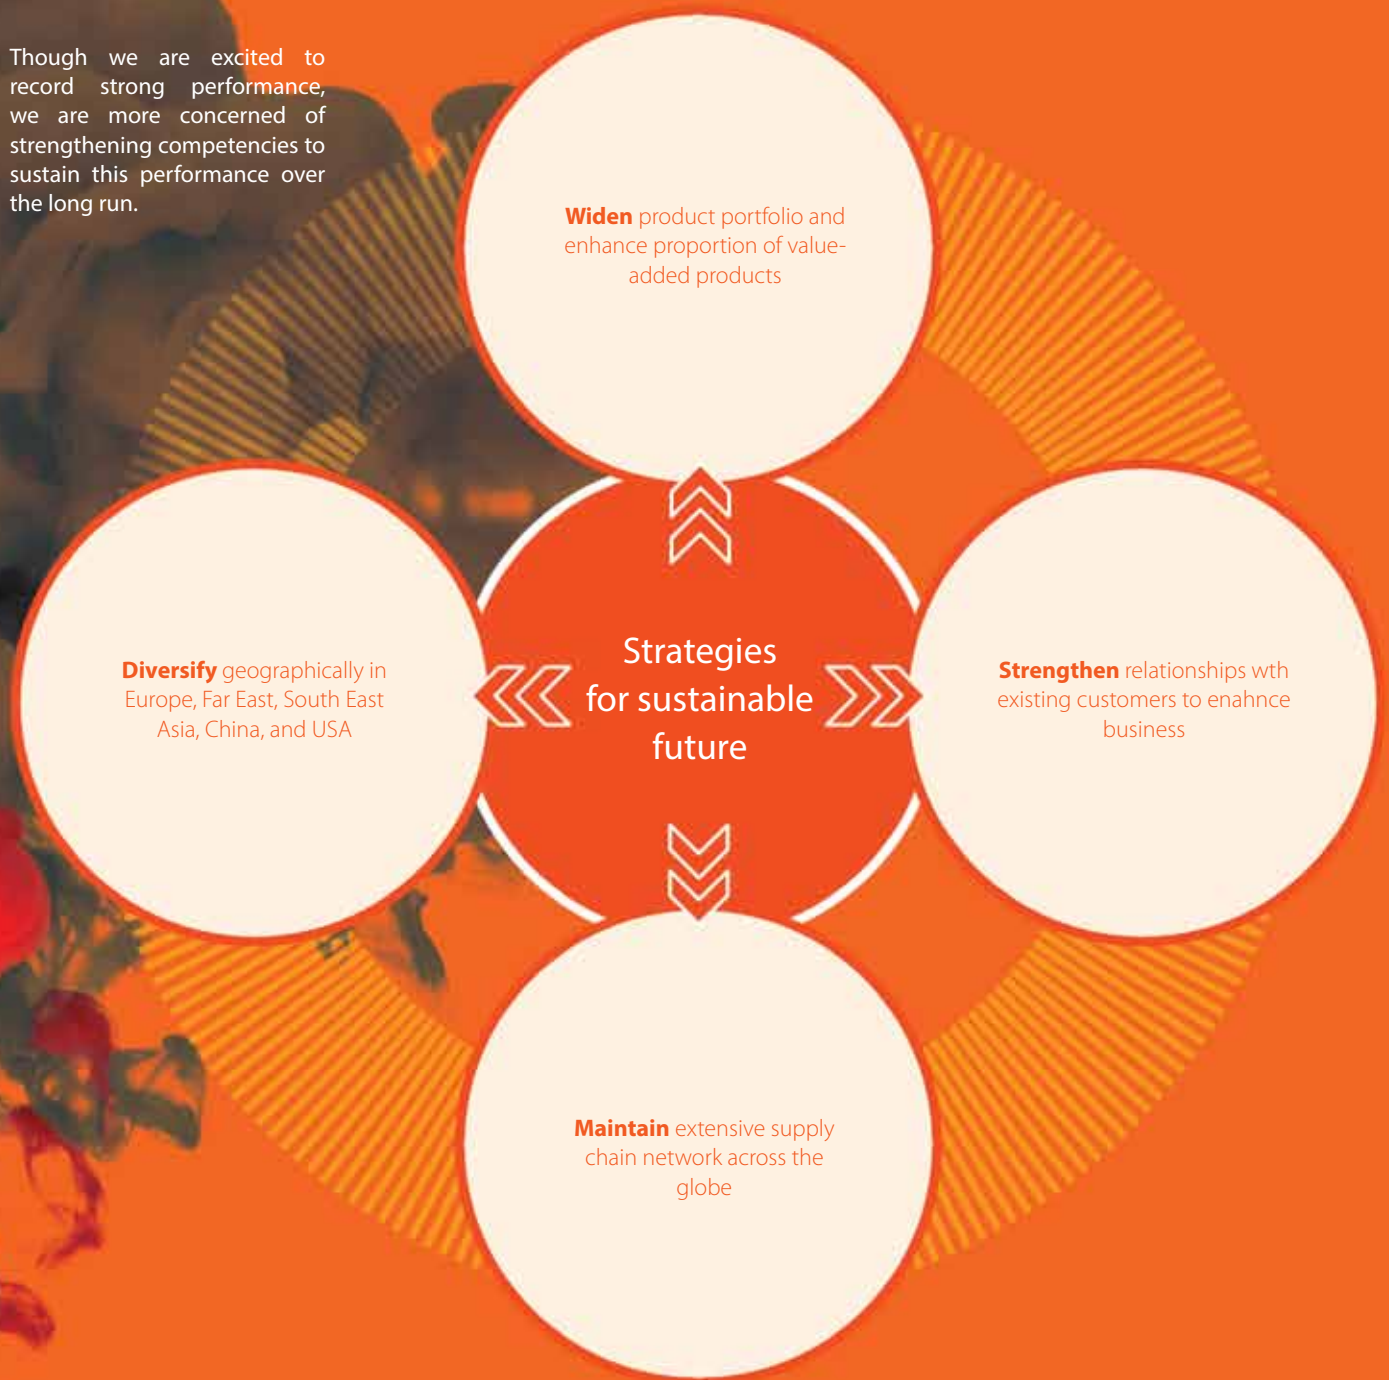 Though we are excited to
record strong performance,
we are more concerned of
strengthening competencies to
sustain this performance over
the long run.
Widen product portfolio and
enhance proportion of value-
added products
Diversify geographically in
Europe, Far East, South East
Asia, China, and USA
Strategies
for sustainable
future
Strengthen relationships wth
existing customers to enahnce
business
Maintain extensive supply
chain network across the
globe